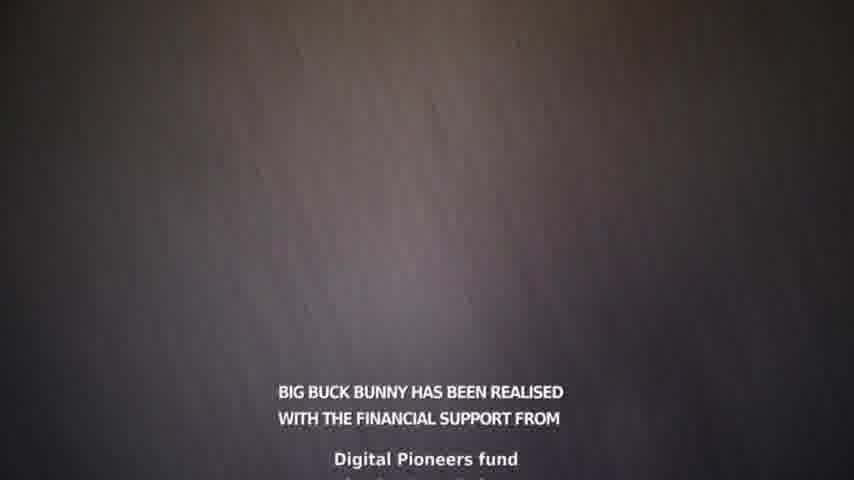 BIG BUCK BUNNY HAS BEEN REALISED
WITH THE FINANCIAL SUPPORT FROM
Digital Pioneers fund